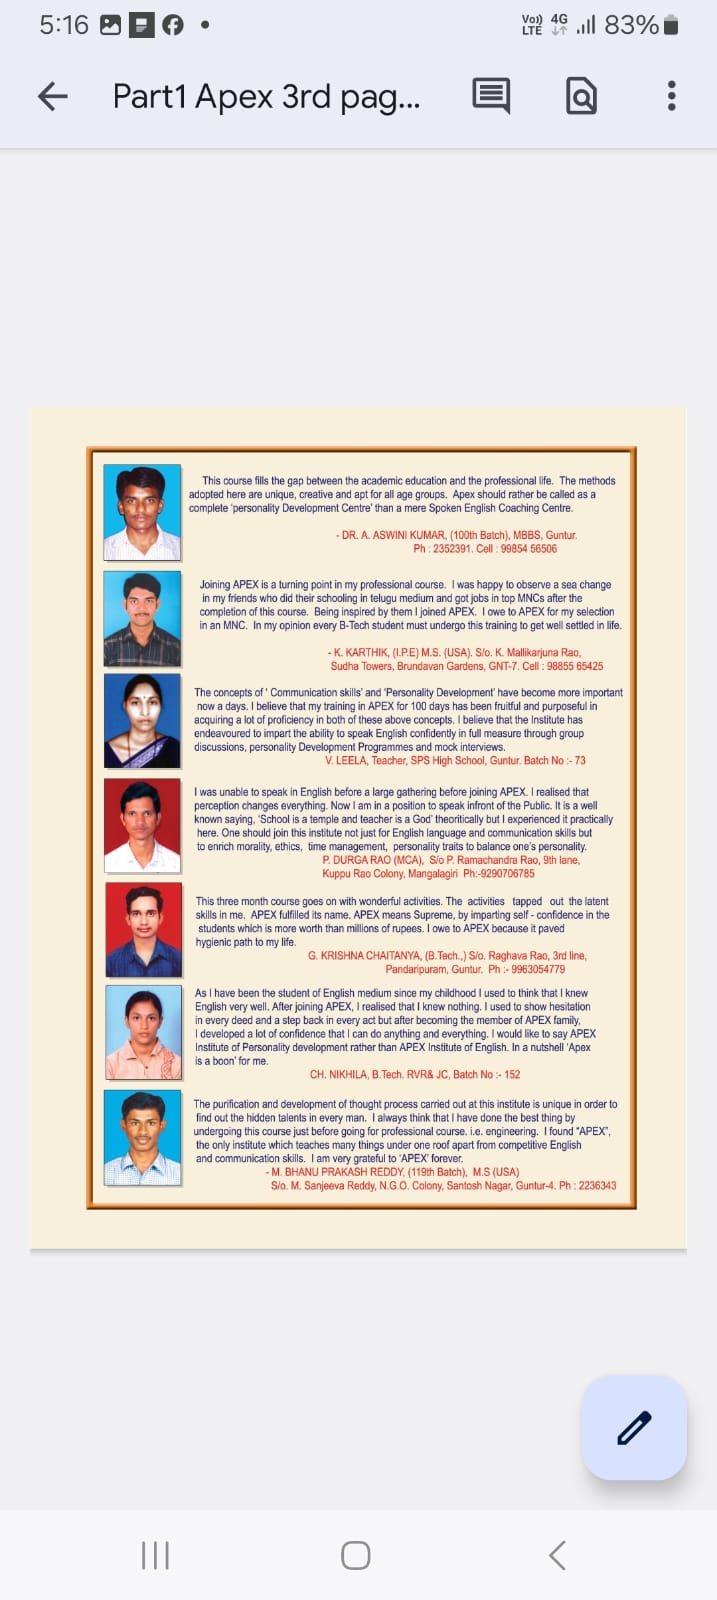 5:16
Vo)) 4G
LTE
83%
Part1 Apex 3rd pag...
This course fills the gap between the academic education and the professional life. The methods
adopted here are unique, creative and apt for all age groups. Apex should rather be called as a
complete 'personality Development Centre' than a mere Spoken English Coaching Centre.
- DR. A. ASWINI KUMAR, (100th Batch), MBBS, Guntur.
Ph : 2352391. Cell : 99854 56506
Joining APEX is a turning point in my professional course. I was happy to observe a sea change
in my friends who did their schooling in telugu medium and got jobs in top MNCs after the
completion of this course. Being inspired by them I joined APEX. I owe to APEX for my selection
in an MNC. In my opinion every B-Tech student must undergo this training to get well settled in life.
- K. KARTHIK, (I.P.E) M.S. (USA). S/o. K. Mallikarjuna Rao,
Sudha Towers, Brundavan Gardens, GNT-7. Cell : 98855 65425
The concepts of ' Communication skills' and 'Personality Development' have become more important
now a days. I believe that my training in APEX for 100 days has been fruitful and purposeful in
acquiring a lot of proficiency in both of these above concepts. I believe that the Institute has
endeavoured to impart the ability to speak English confidently in full measure through group
discussions, personality Development Programmes and mock interviews.
V. LEELA, Teacher, SPS High School, Guntur. Batch No :- 73
I was unable to speak in English before a large gathering before joining APEX. I realised that
perception changes everything. Now I am in a position to speak infront of the Public. It is a well
known saying, 'School is a temple and teacher is a God' theoritically but I experienced it practically
here. One should join this institute not just for English language and communication skills but
to enrich morality, ethics, time management, personality traits to balance one's personality.
P. DURGA RAO (MCA), S/o P. Ramachandra Rao, 9th lane,
Kuppu Rao Colony, Mangalagiri Ph:-9290706785
This three month course goes on with wonderful activities. The activities tapped out the latent
skills in me. APEX fulfilled its name. APEX means Supreme, by imparting self - confidence in the
students which is more worth than millions of rupees. I owe to APEX because it paved
hygienic path to my life.
G. KRISHNA CHAITANYA, (B.Tech.,) S/o. Raghava Rao, 3rd line,
Pandaripuram, Guntur. Ph :- 9963054779
As I have been the student of English medium since my childhood I used to think that I knew
English very well. After joining APEX, I realised that I knew nothing. I used to show hesitation
in every deed and a step back in every act but after becoming the member of APEX family,
I developed a lot of confidence that I can do anything and everything. I would like to say APEX
Institute of Personality development rather than APEX Institute of English. In a nutshell 'Apex
is a boon' for me.
CH. NIKHILA, B.Tech. RVR& JC, Batch No :- 152
The purification and development of thought process carried out at this institute is unique in order to
find out the hidden talents in every man. I always think that I have done the best thing by
undergoing this course just before going for professional course. i.e. engineering. I found "APEX",
the only institute which teaches many things under one roof apart from competitive English
and communication skills. I am very grateful to 'APEX' forever.
- M. BHANU PRAKASH REDDY, (119th Batch), M.S (USA)
S/o. M. Sanjeeva Reddy, N.G.O. Colony, Santosh Nagar, Guntur-4. Ph : 2236343